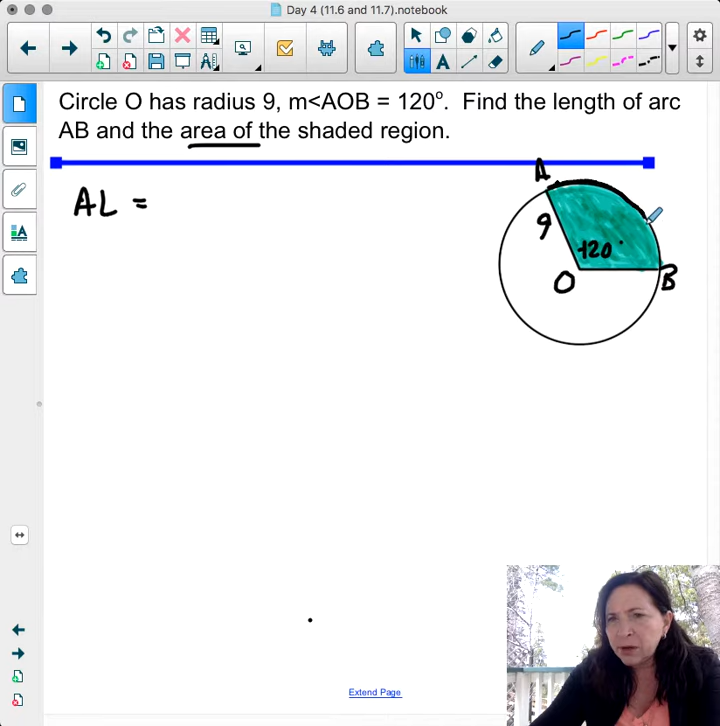 Day 4 (11.6 and 11.7).notebook
Circle O has radius 9, m<AOB = 120°. Find the length of arc
AB and the area of the shaded region.
AL =
A
9
120°
O
B
Extend Page